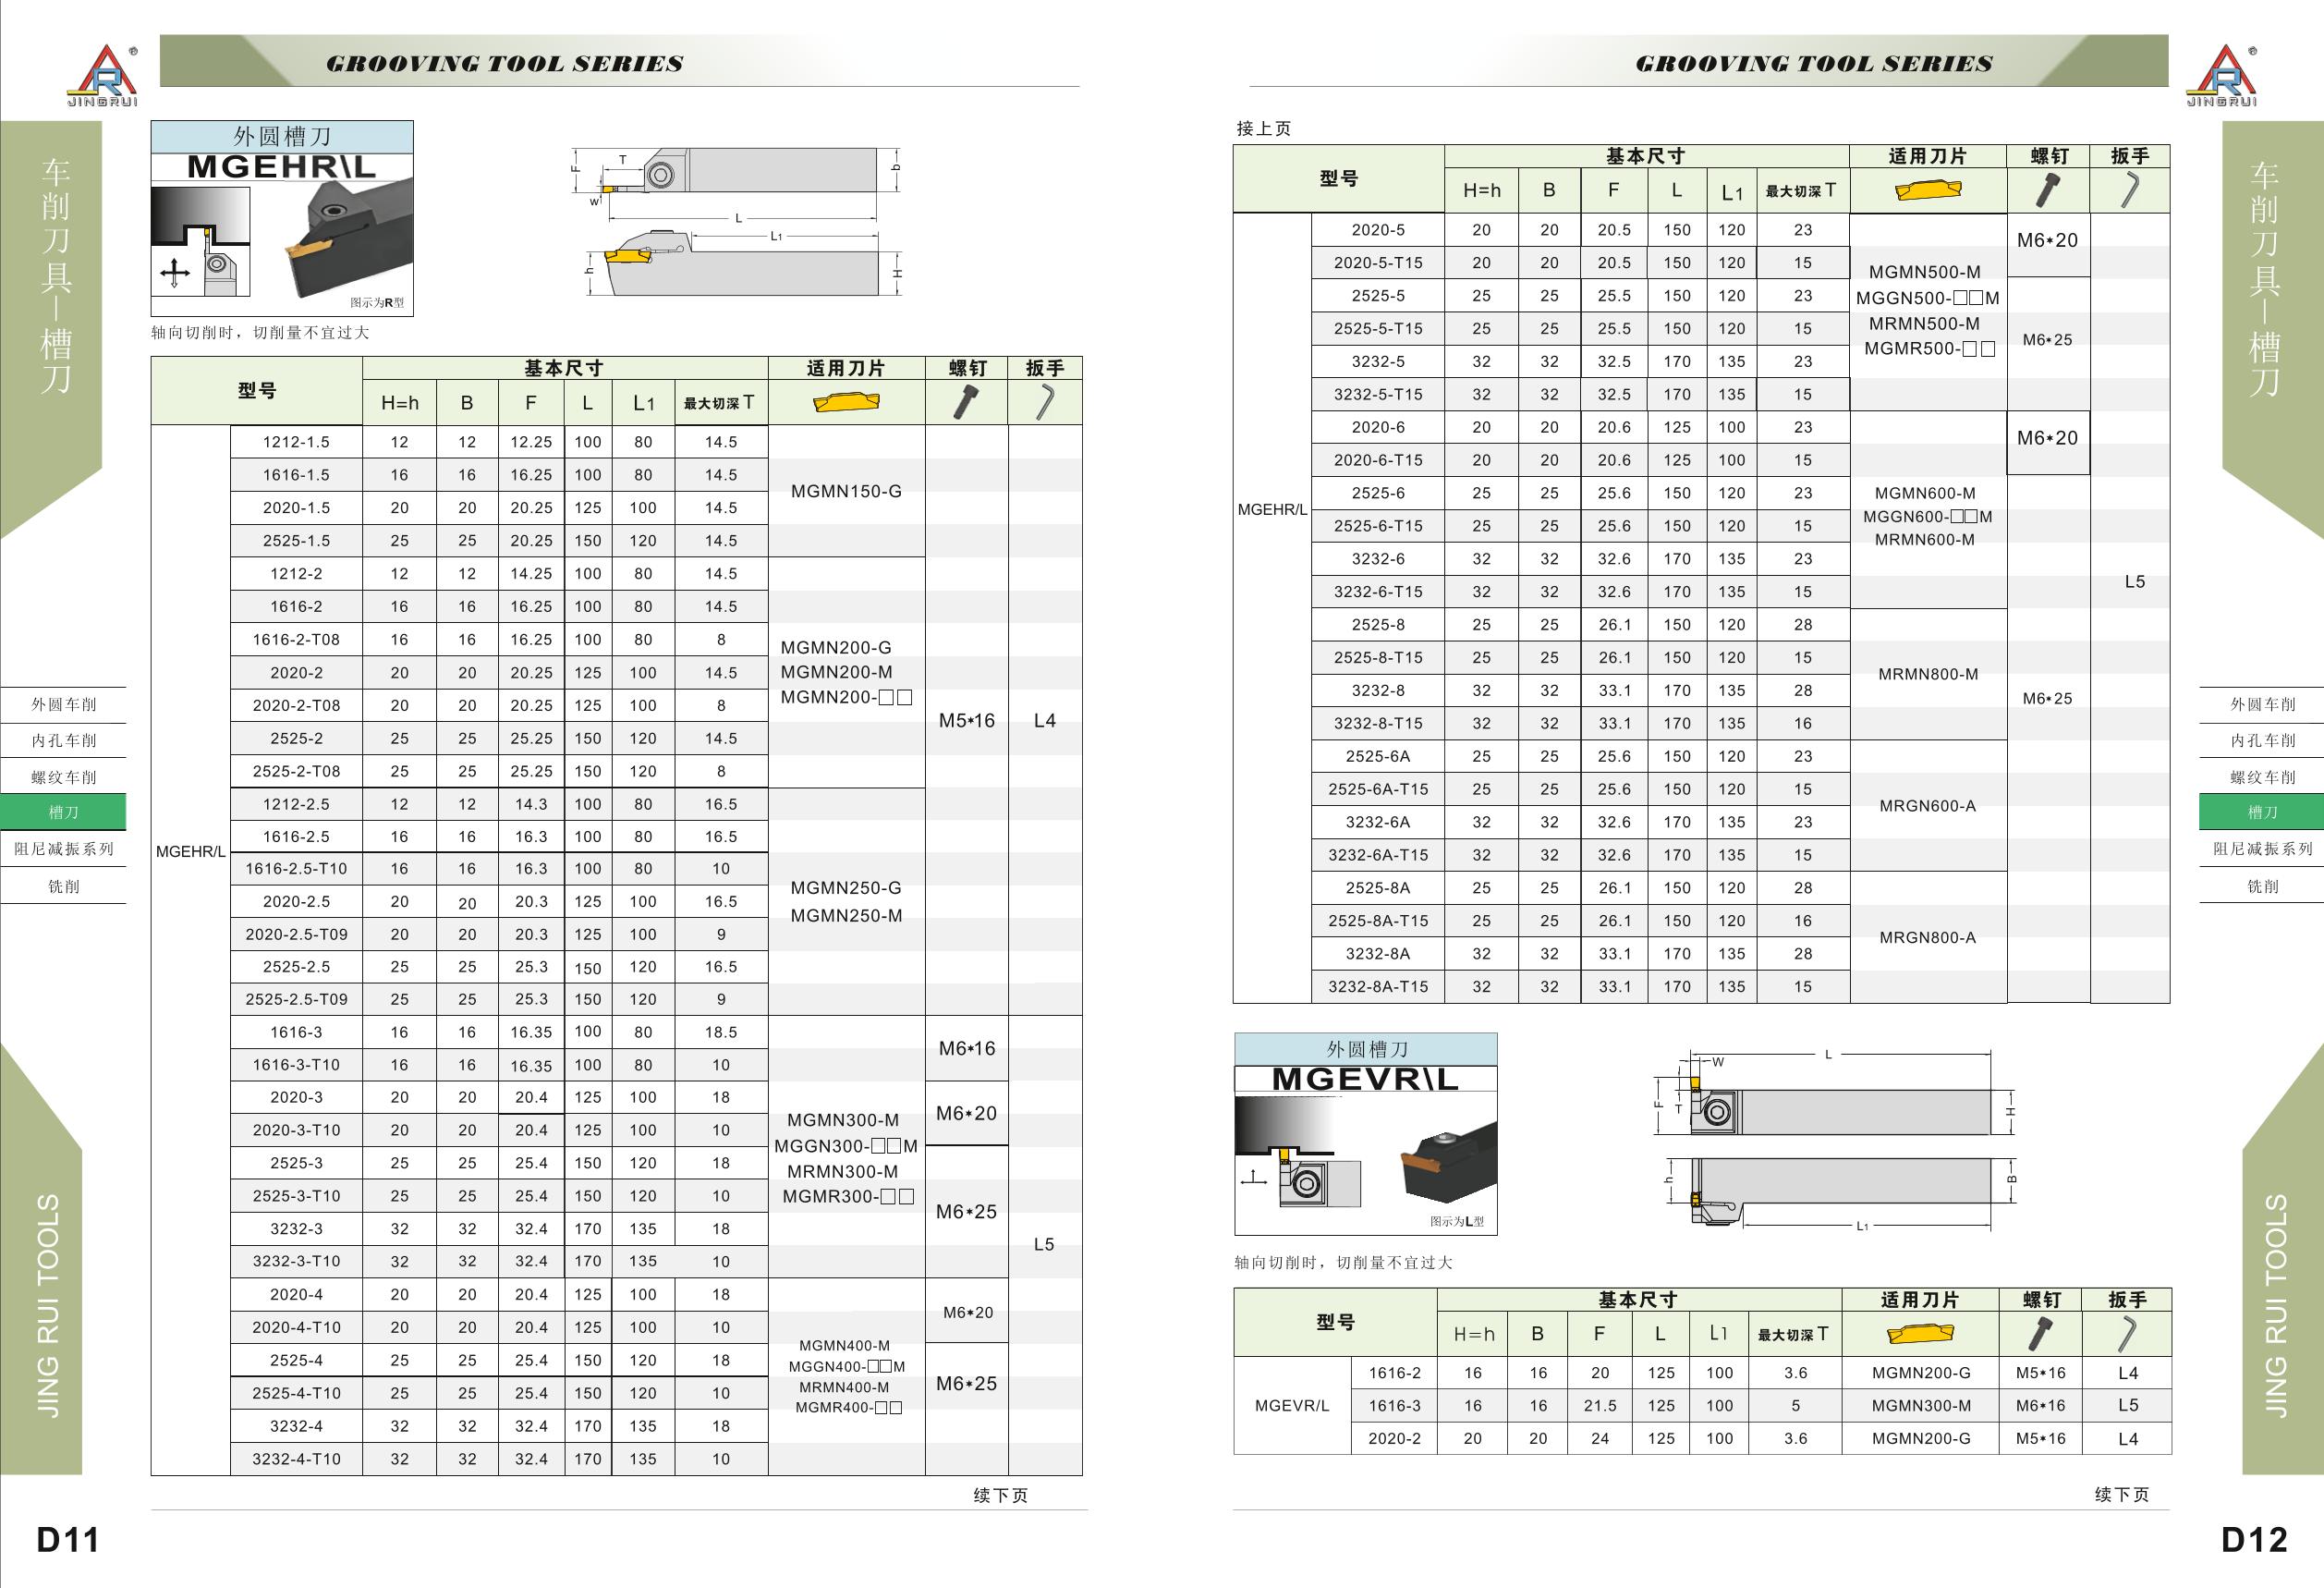 JINGRUI
GROOVING TOOL SERIES
车削刀具—槽刀
外圆车削
内孔车削
螺纹车削
槽刀
阻尼减振系列
铣削
JING RUI TOOLS
外圆槽刀
MGEHR\L
图示为R型
轴向切削时，切削量不宜过大
F T w b L L1 h H
型号 基本尺寸 适用刀片 螺钉 扳手
H=h B F L L1 最大切深T
MGEHR/L
1212-1.5 12 12 12.25 100 80 14.5
1616-1.5 16 16 16.25 100 80 14.5
2020-1.5 20 20 20.25 125 100 14.5
2525-1.5 25 25 20.25 150 120 14.5
MGMN150-G
1212-2 12 12 14.25 100 80 14.5
1616-2 16 16 16.25 100 80 14.5
1616-2-T08 16 16 16.25 100 80 8
2020-2 20 20 20.25 125 100 14.5
2020-2-T08 20 20 20.25 125 100 8
2525-2 25 25 25.25 150 120 14.5
2525-2-T08 25 25 25.25 150 120 8
MGMN200-G
MGMN200-M
MGMN200-□□
M5*16 L4
1212-2.5 12 12 14.3 100 80 16.5
1616-2.5 16 16 16.3 100 80 16.5
1616-2.5-T10 16 16 16.3 100 80 10
2020-2.5 20 20 20.3 125 100 16.5
2020-2.5-T09 20 20 20.3 125 100 9
2525-2.5 25 25 25.3 150 120 16.5
2525-2.5-T09 25 25 25.3 150 120 9
MGMN250-G
MGMN250-M
1616-3 16 16 16.35 100 80 18.5
1616-3-T10 16 16 16.35 100 80 10
M6*16
2020-3 20 20 20.4 125 100 18
2020-3-T10 20 20 20.4 125 100 10
M6*20
2525-3 25 25 25.4 150 120 18
2525-3-T10 25 25 25.4 150 120 10
3232-3 32 32 32.4 170 135 18
3232-3-T10 32 32 32.4 170 135 10
MGMN300-M
MGGN300-□□M
MRMN300-M
MGMR300-□□
M6*25
L5
2020-4 20 20 20.4 125 100 18
2020-4-T10 20 20 20.4 125 100 10
M6*20
2525-4 25 25 25.4 150 120 18
2525-4-T10 25 25 25.4 150 120 10
3232-4 32 32 32.4 170 135 18
3232-4-T10 32 32 32.4 170 135 10
MGMN400-M
MGGN400-□□M
MRMN400-M
MGMR400-□□
M6*25
续下页
D11
GROOVING TOOL SERIES
JINGRUI
接上页
型号 基本尺寸 适用刀片 螺钉 扳手
H=h B F L L1 最大切深T
MGEHR/L
2020-5 20 20 20.5 150 120 23
2020-5-T15 20 20 20.5 150 120 15
M6*20
2525-5 25 25 25.5 150 120 23
2525-5-T15 25 25 25.5 150 120 15
3232-5 32 32 32.5 170 135 23
3232-5-T15 32 32 32.5 170 135 15
MGMN500-M
MGGN500-□□M
MRMN500-M
MGMR500-□□
M6*25
2020-6 20 20 20.6 125 100 23
2020-6-T15 20 20 20.6 125 100 15
M6*20
2525-6 25 25 25.6 150 120 23
2525-6-T15 25 25 25.6 150 120 15
3232-6 32 32 32.6 170 135 23
3232-6-T15 32 32 32.6 170 135 15
MGMN600-M
MGGN600-□□M
MRMN600-M
L5
2525-8 25 25 26.1 150 120 28
2525-8-T15 25 25 26.1 150 120 15
3232-8 32 32 33.1 170 135 28
3232-8-T15 32 32 33.1 170 135 16
MRMN800-M
M6*25
2525-6A 25 25 25.6 150 120 23
2525-6A-T15 25 25 25.6 150 120 15
3232-6A 32 32 32.6 170 135 23
3232-6A-T15 32 32 32.6 170 135 15
MRGN600-A
2525-8A 25 25 26.1 150 120 28
2525-8A-T15 25 25 26.1 150 120 16
3232-8A 32 32 33.1 170 135 28
3232-8A-T15 32 32 33.1 170 135 15
MRGN800-A
外圆槽刀
MGEVR\L
图示为L型
轴向切削时，切削量不宜过大
L W F T H h B L1
型号 基本尺寸 适用刀片 螺钉 扳手
H=h B F L L1 最大切深T
MGEVR/L
1616-2 16 16 20 125 100 3.6 MGMN200-G M5*16 L4
1616-3 16 16 21.5 125 100 5 MGMN300-M M6*16 L5
2020-2 20 20 24 125 100 3.6 MGMN200-G M5*16 L4
续下页
车削刀具—槽刀
外圆车削
内孔车削
螺纹车削
槽刀
阻尼减振系列
铣削
JING RUI TOOLS
D12